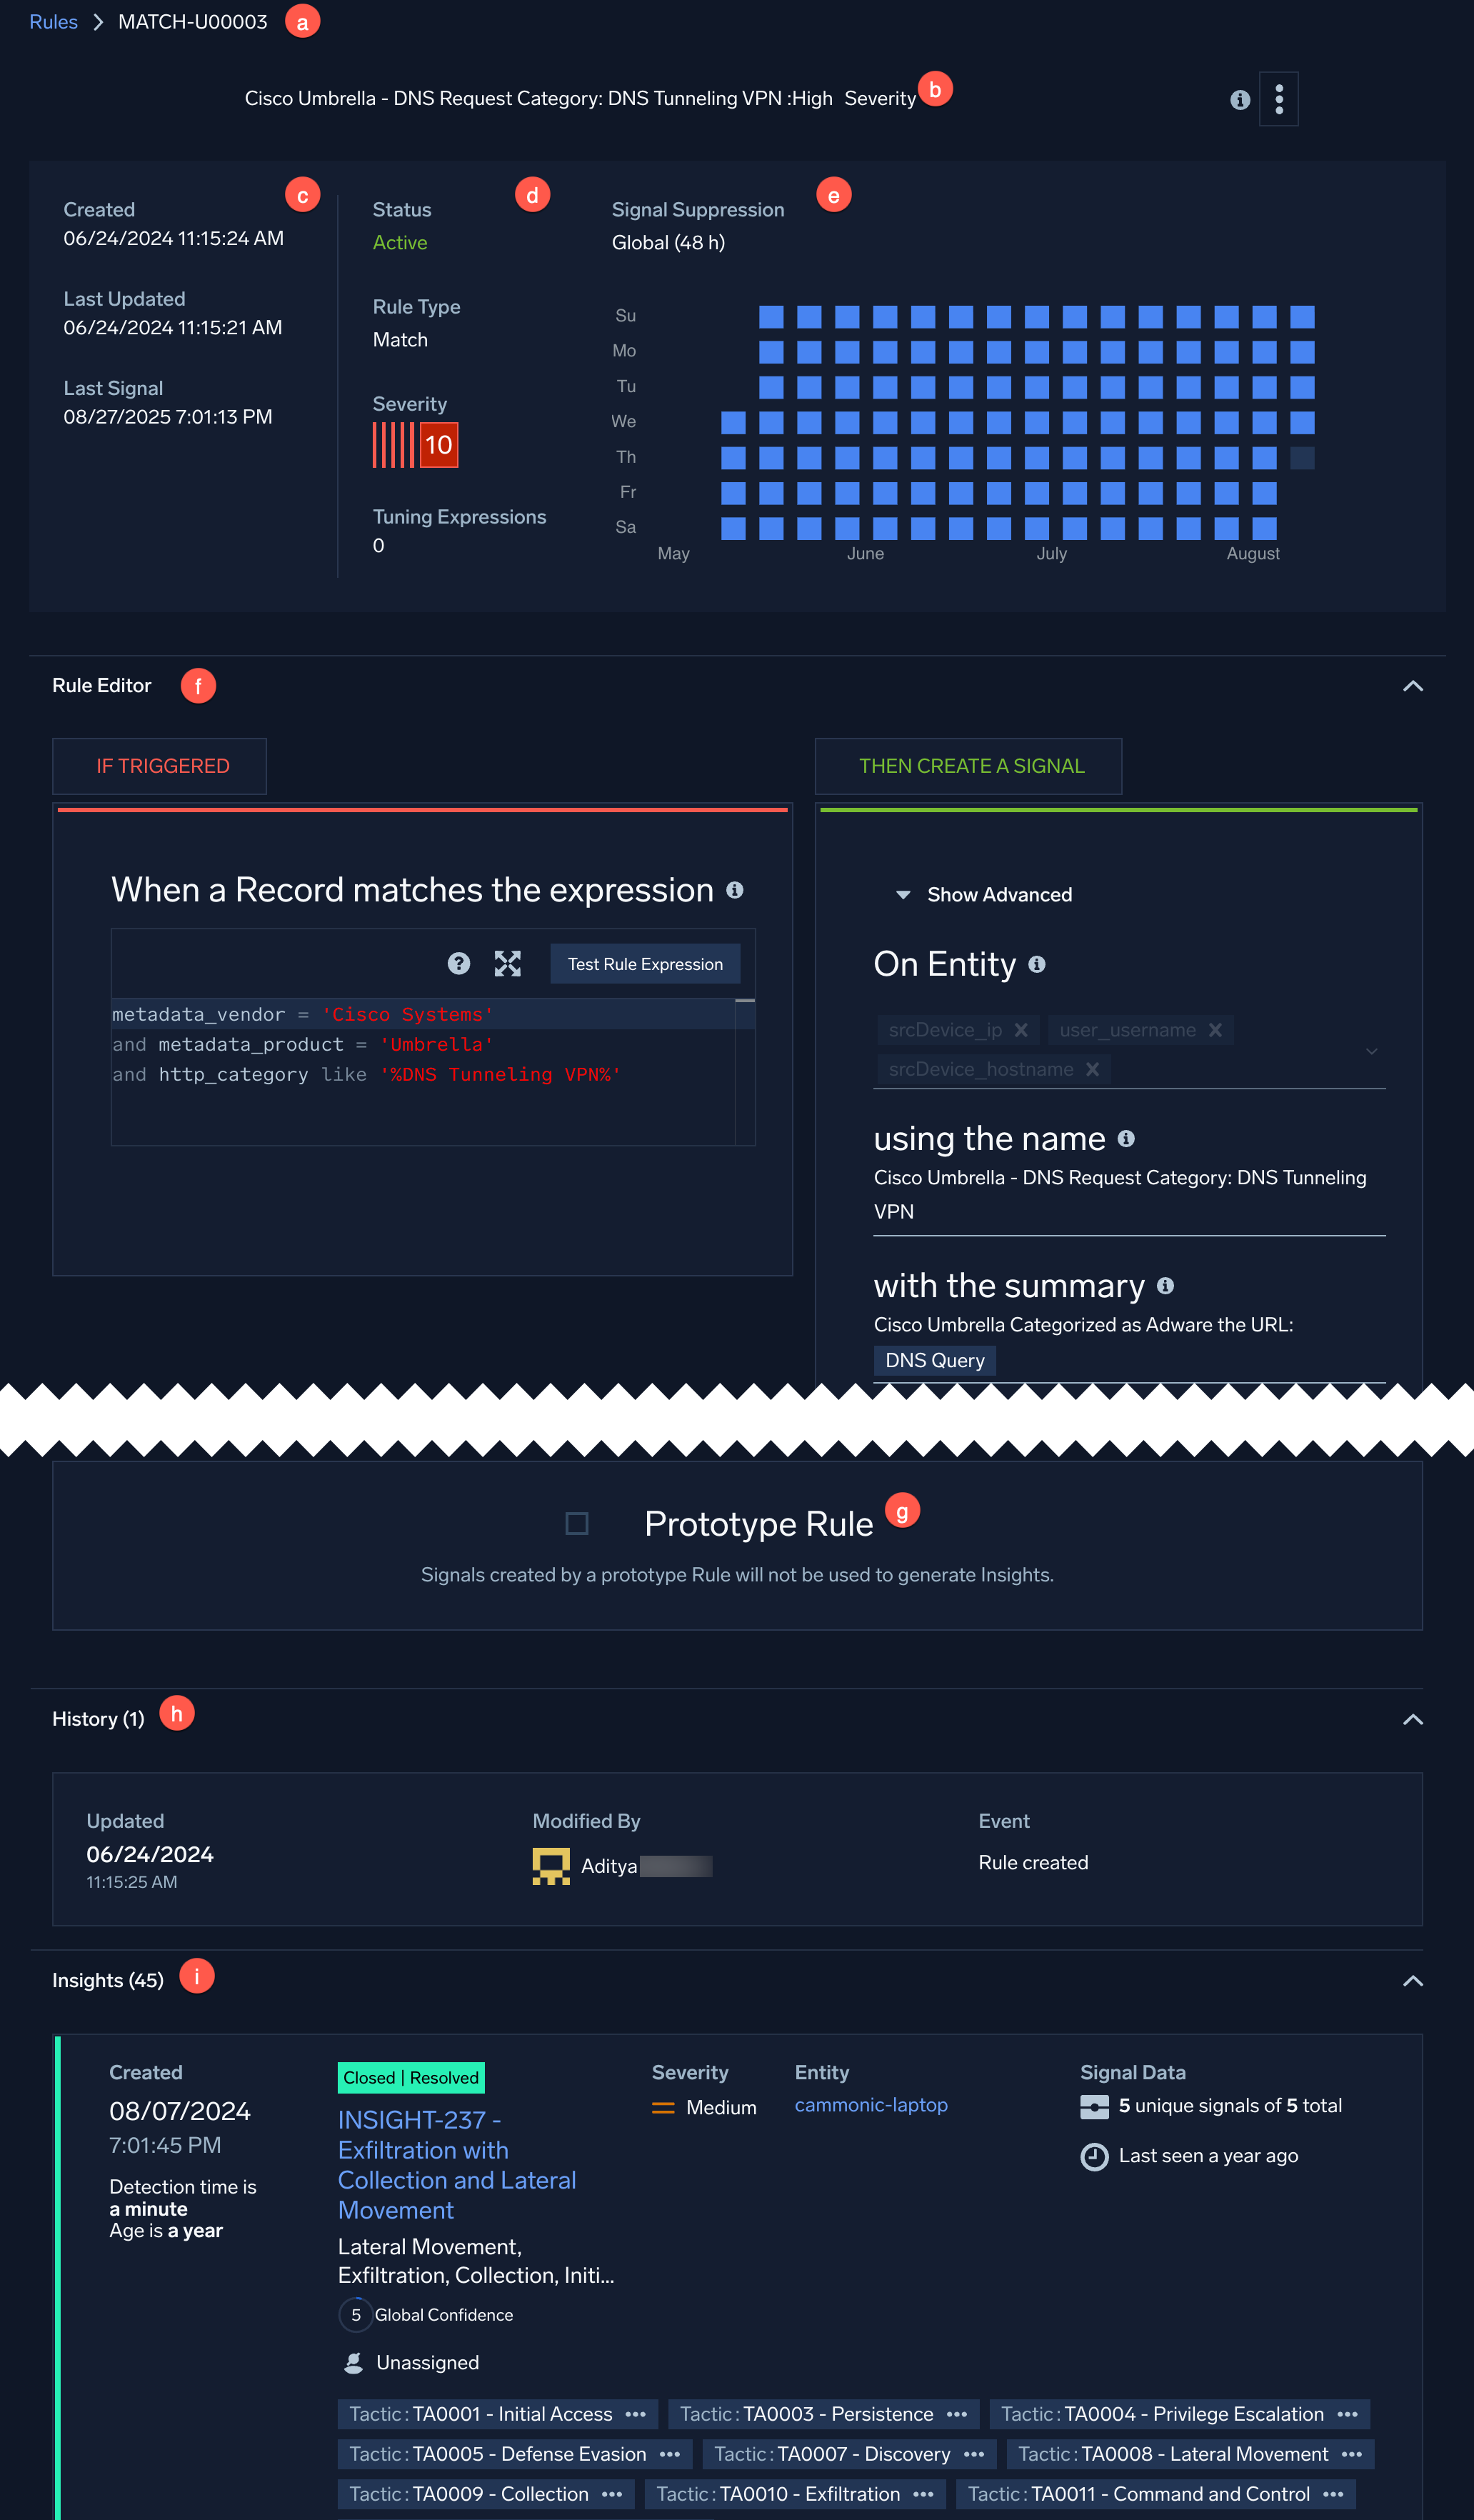 Rules > MATCH-U00003 a
Cisco Umbrella - DNS Request Category: DNS Tunneling VPN :High Severity b
c
Created
06/24/2024 11:15:24 AM
Last Updated
06/24/2024 11:15:21 AM
Last Signal
08/27/2025 7:01:13 PM
Status d
Active
Rule Type
Match
Severity
10
Tuning Expressions
0
Signal Suppression e
Global (48 h)
Su
Mo
Tu
We
Th
Fr
Sa
May June July August
Rule Editor f
IF TRIGGERED
When a Record matches the expression
Test Rule Expression
metadata_vendor = 'Cisco Systems'
and metadata_product = 'Umbrella'
and http_category like '%DNS Tunneling VPN%'
THEN CREATE A SIGNAL
Show Advanced
On Entity
srcDevice_ip user_username
srcDevice_hostname
using the name
Cisco Umbrella - DNS Request Category: DNS Tunneling
VPN
with the summary
Cisco Umbrella Categorized as Adware the URL:
DNS Query
Prototype Rule g
Signals created by a prototype Rule will not be used to generate Insights.
History (1) h
Updated
06/24/2024
11:15:25 AM
Modified By
Aditya
Event
Rule created
Insights (45) i
Created
08/07/2024
7:01:45 PM
Detection time is
a minute
Age is a year
Closed | Resolved
INSIGHT-237 -
Exfiltration with
Collection and Lateral
Movement
Lateral Movement,
Exfiltration, Collection, Initi...
5 Global Confidence
Unassigned
Severity
Medium
Entity
cammonic-laptop
Signal Data
5 unique signals of 5 total
Last seen a year ago
Tactic : TA0001 - Initial Access ••• Tactic : TA0003 - Persistence ••• Tactic : TA0004 - Privilege Escalation •••
Tactic : TA0005 - Defense Evasion ••• Tactic : TA0007 - Discovery ••• Tactic : TA0008 - Lateral Movement •••
Tactic : TA0009 - Collection ••• Tactic : TA0010 - Exfiltration ••• Tactic : TA0011 - Command and Control •••